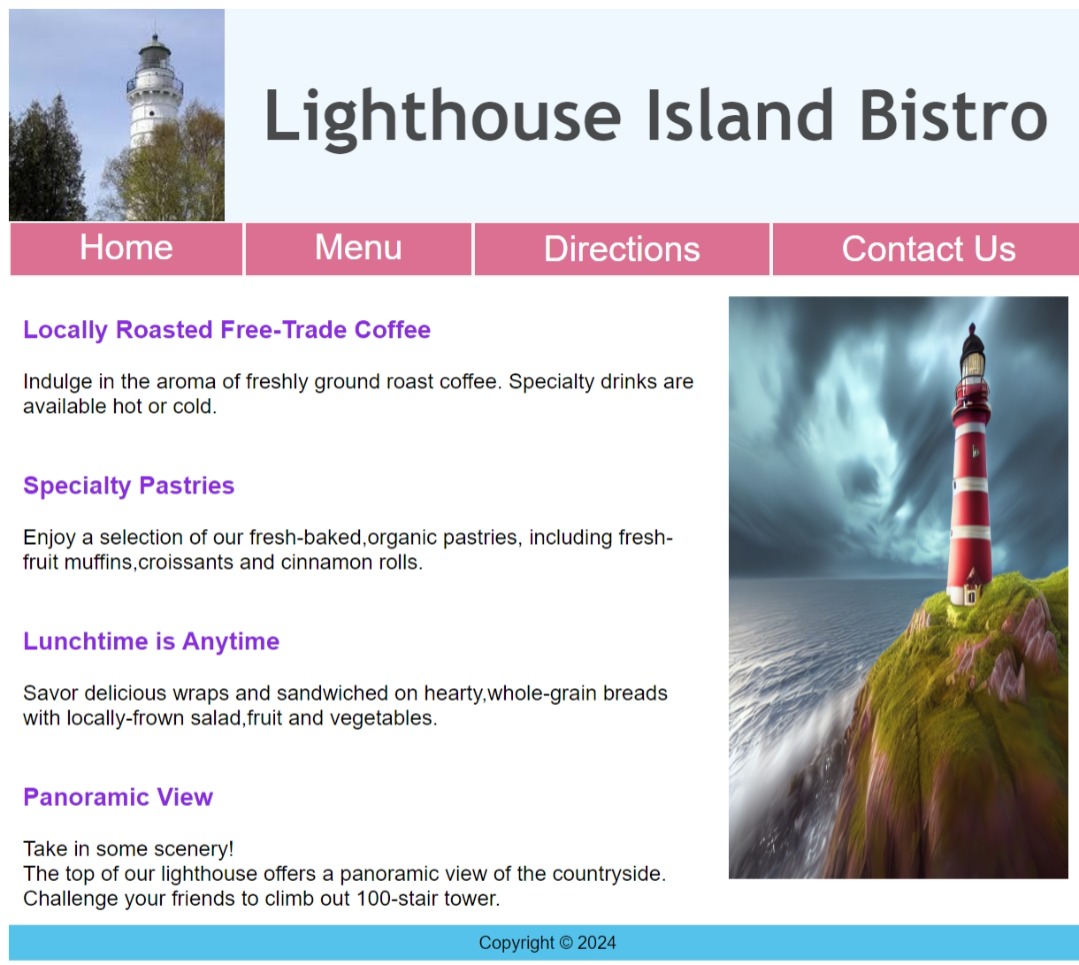 Lighthouse Island Bistro
Home Menu Directions Contact Us
Locally Roasted Free-Trade Coffee
Indulge in the aroma of freshly ground roast coffee. Specialty drinks are
available hot or cold.
Specialty Pastries
Enjoy a selection of our fresh-baked,organic pastries, including fresh-
fruit muffins,croissants and cinnamon rolls.
Lunchtime is Anytime
Savor delicious wraps and sandwiched on hearty,whole-grain breads
with locally-frown salad,fruit and vegetables.
Panoramic View
Take in some scenery!
The top of our lighthouse offers a panoramic view of the countryside.
Challenge your friends to climb out 100-stair tower.
Copyright © 2024